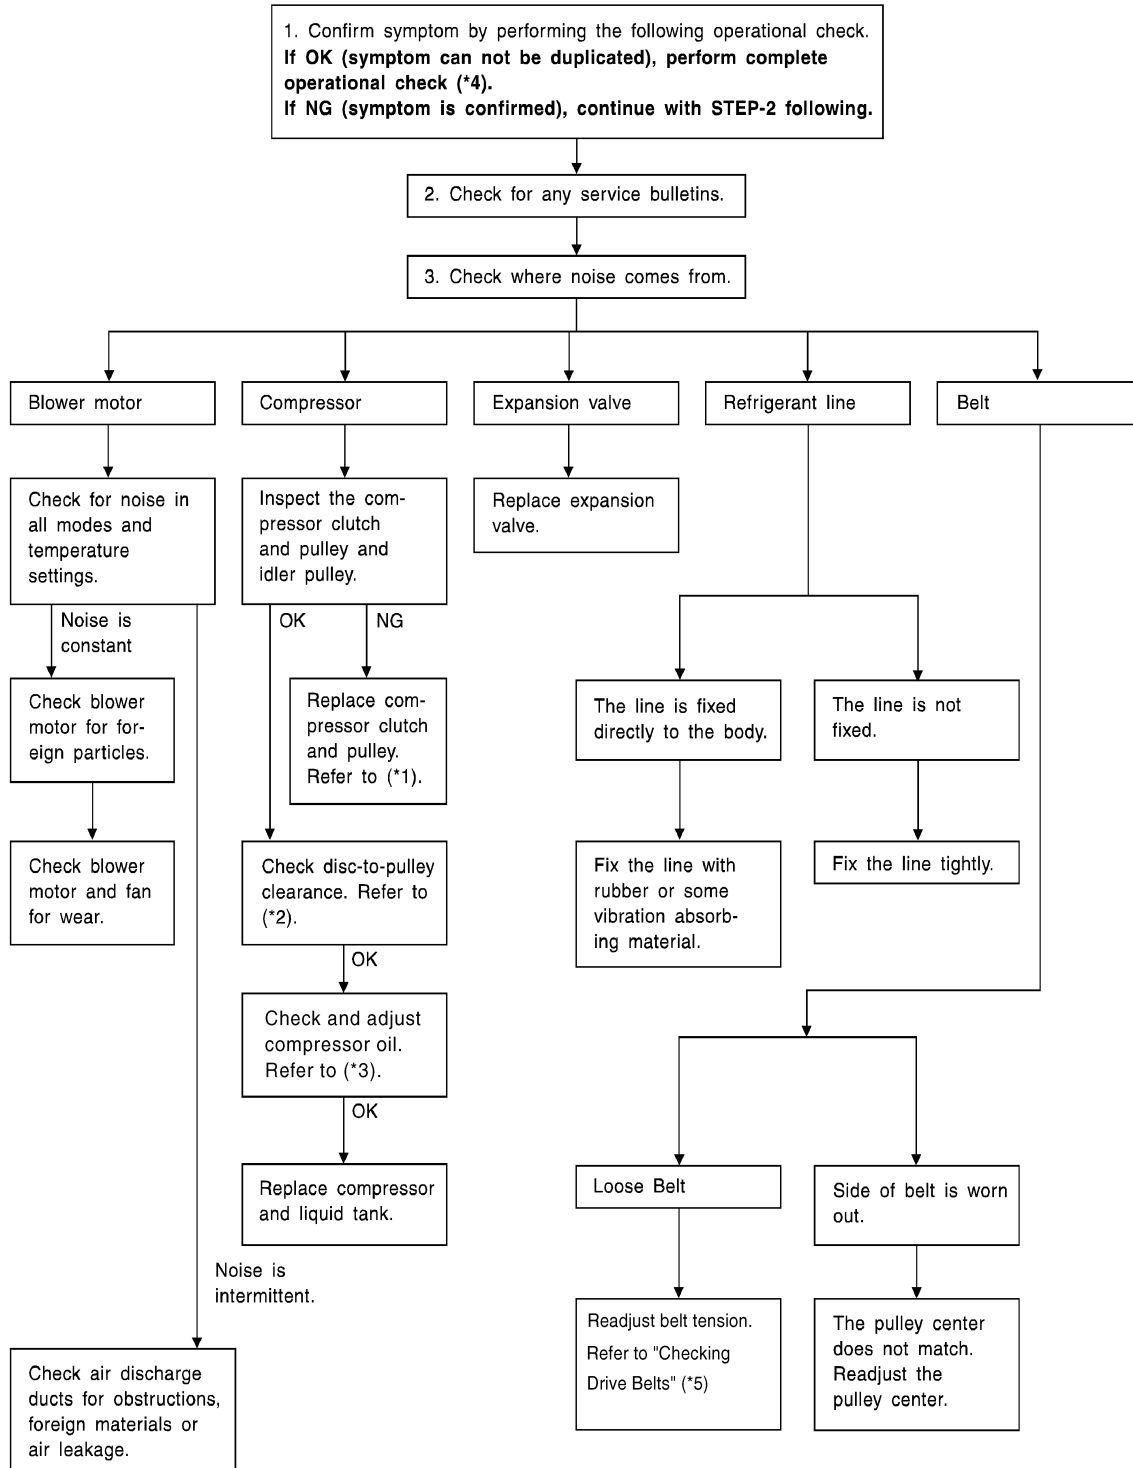 1. Confirm symptom by performing the following operational check.
If OK (symptom can not be duplicated), perform complete
operational check (*4).
If NG (symptom is confirmed), continue with STEP-2 following.
2. Check for any service bulletins.
3. Check where noise comes from.
Blower motor
Compressor
Expansion valve
Refrigerant line
Belt
Check for noise in
all modes and
temperature
settings.
Inspect the com-
pressor clutch
and pulley and
idler pulley.
Replace expansion
valve.
Noise is
constant
OK
NG
Check blower
motor for for-
eign particles.
Replace com-
pressor clutch
and pulley.
Refer to (*1).
The line is fixed
directly to the body.
The line is not
fixed.
Check blower
motor and fan
for wear.
Check disc-to-pulley
clearance. Refer to
(*2).
Fix the line with
rubber or some
vibration absorb-
ing material.
Fix the line tightly.
OK
Check and adjust
compressor oil.
Refer to (*3).
OK
Replace compressor
and liquid tank.
Loose Belt
Side of belt is worn
out.
Noise is
intermittent.
Readjust belt tension.
Refer to "Checking
Drive Belts" (*5)
The pulley center
does not match.
Readjust the
pulley center.
Check air discharge
ducts for obstructions,
foreign materials or
air leakage.